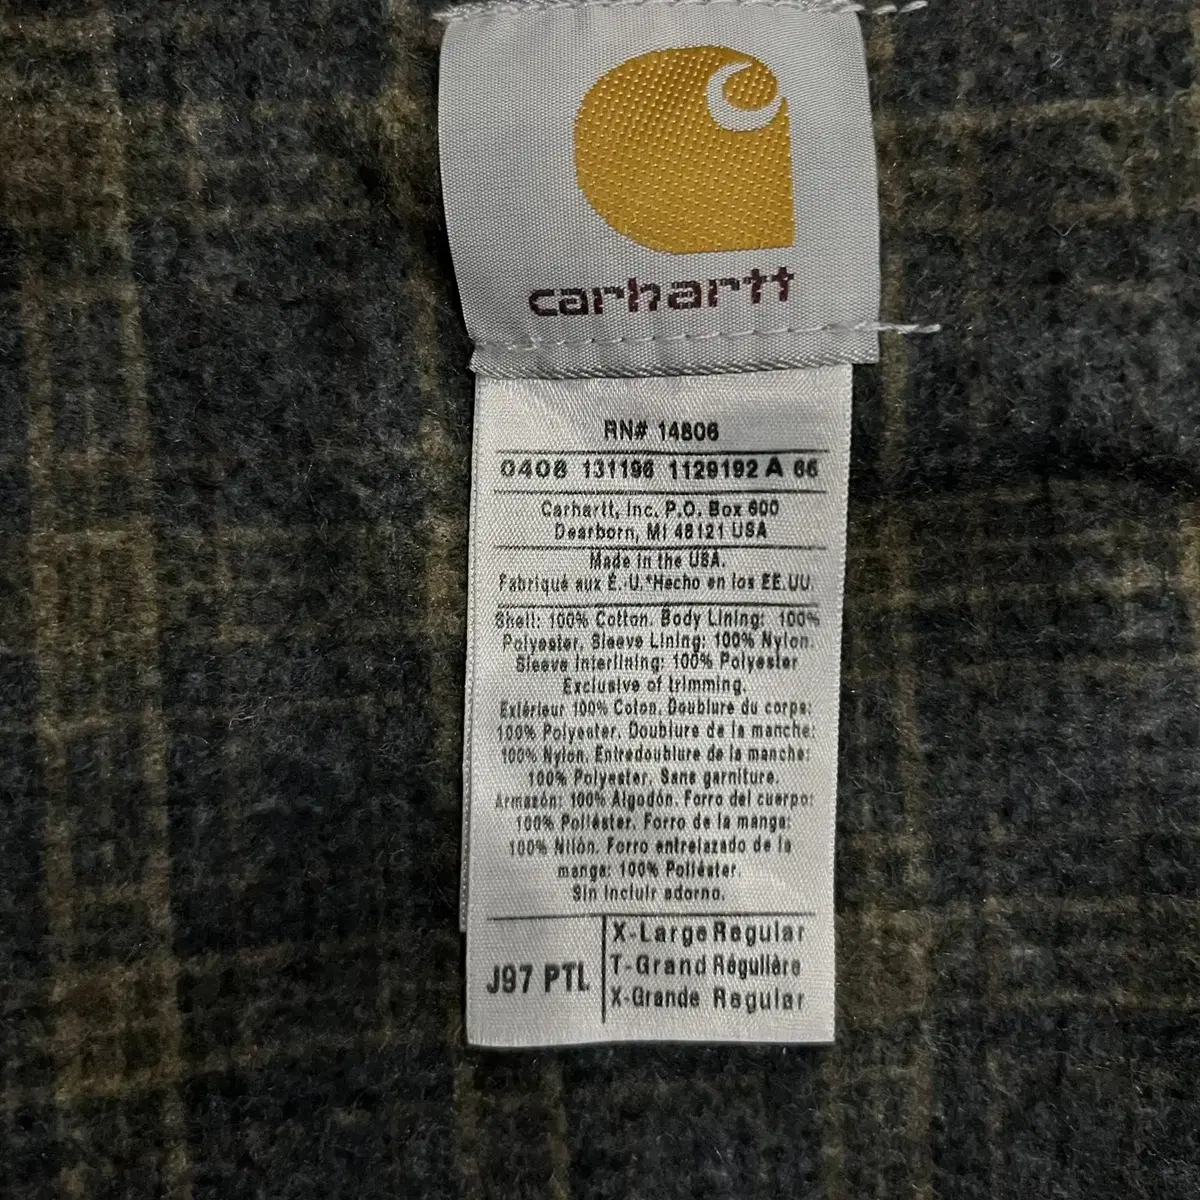 carhartt
RN# 14806
0408 131196 1129192 A 66
Carhartt, Inc. P.O. Box 600
Dearborn, MI 48121 USA
Made in the USA.
Fabriqué aux É.-U.*Hecho en los EE.UU.
Shell: 100% Cotton. Body Lining: 100%
Polyester. Sleeve Lining: 100% Nylon.
Sleeve Interlining: 100% Polyester
Exclusive of trimming.
Extérieur 100% Coton. Doublure du corps:
100% Polyester. Doublure de la manche:
100% Nylon. Entredoublure de la manche:
100% Polyester. Sans garniture.
Armazón: 100% Algodón. Forro del cuerpo:
100% Poliéster. Forro de la manga:
100% Nilón. Forro entrelazado de la
manga: 100% Poliéster.
Sin incluir adorno.
J97 PTL
X-Large Regular
T-Grand Régulière
X-Grande Regular